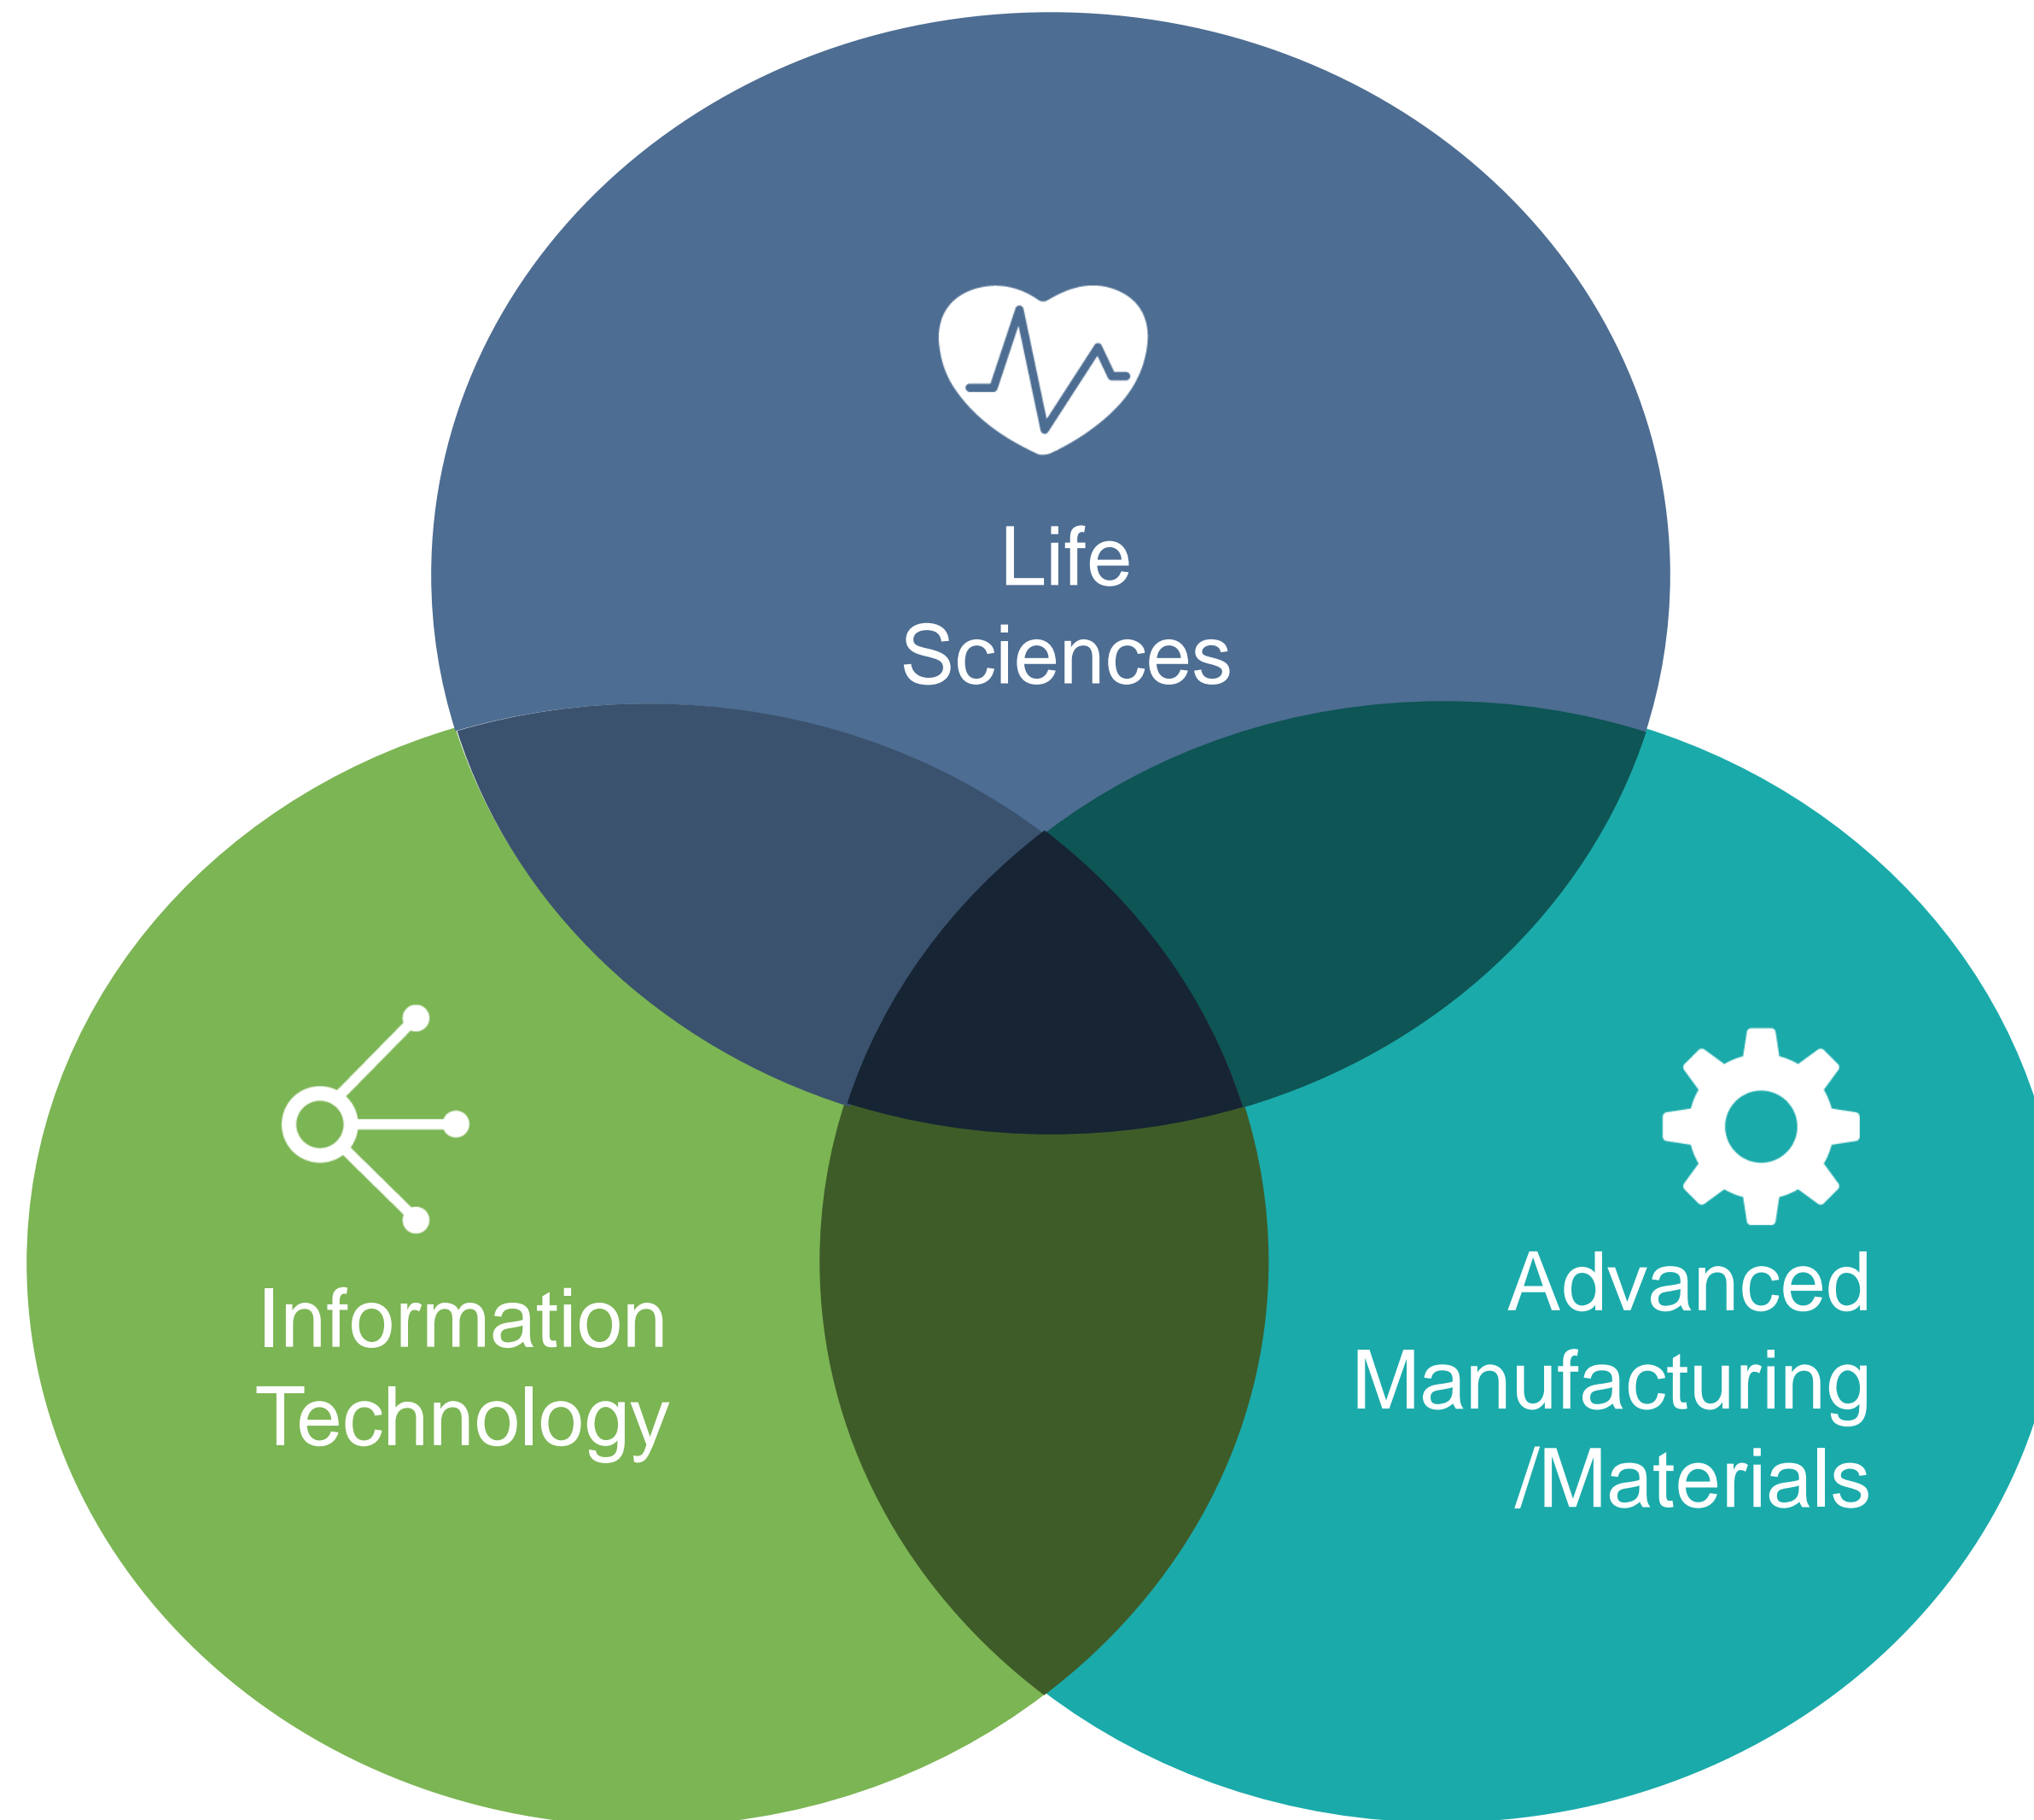 Life
Sciences
Information
Technology
Advanced
Manufacturing
/Materials